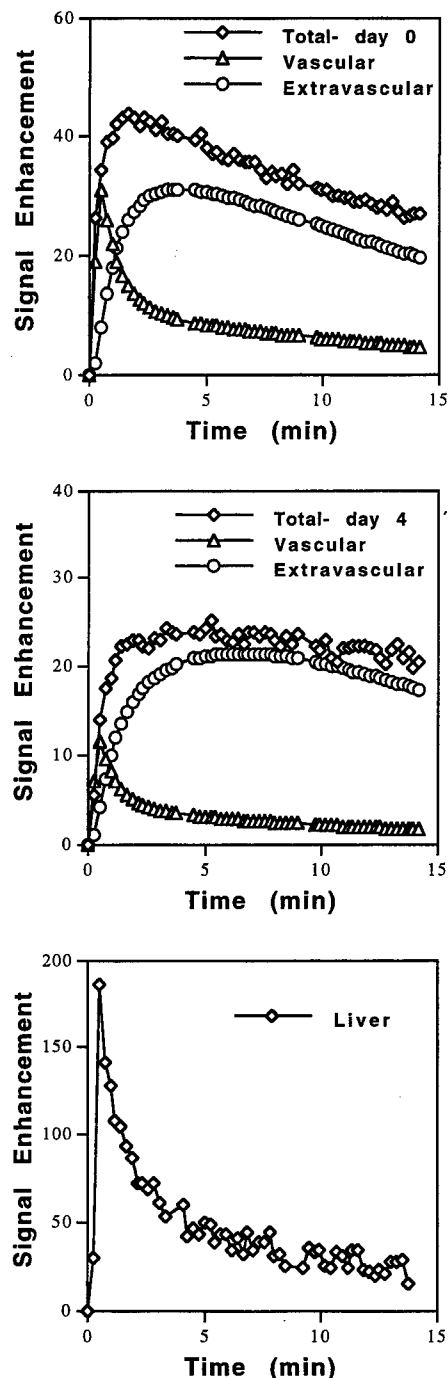 60
40
20
0
Signal Enhancement
Total- day 0
Vascular
Extravascular
0 5 10 15
Time (min)
40
30
20
10
0
Signal Enhancement
Total- day 4
Vascular
Extravascular
0 5 10 15
Time (min)
200
150
100
50
0
Signal Enhancement
Liver
0 5 10 15
Time (min)